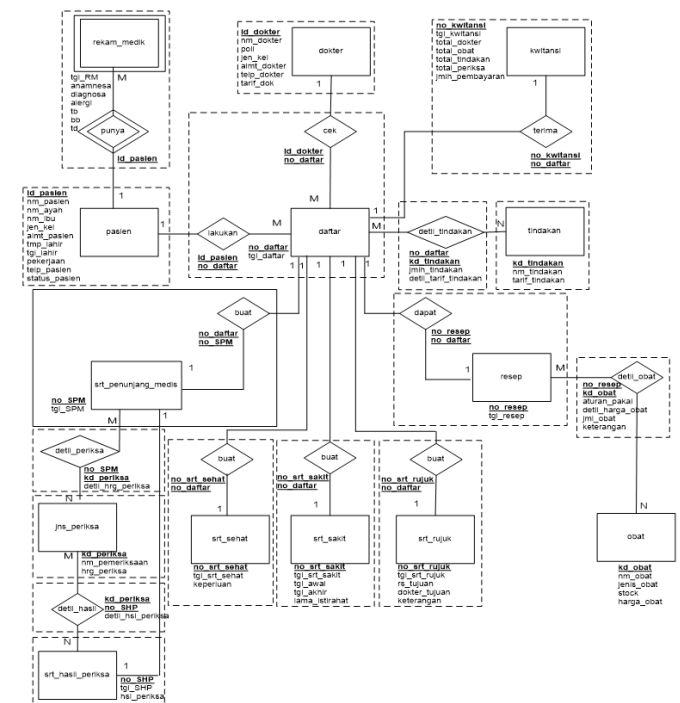 rekam_medik
M
tgl_RM
anamnesa
diagnosa
alergi
tb
bb
td
punya
id_pasien
1
id_dokter
nm_dokter
poli
jen_kel
almt_dokter
telp_dokter
tarif_dok
dokter
1
cek
id_dokter
no_daftar
M
no_kwitansi
tgl_kwitansi
total_dokter
total_obat
total_tindakan
total_periksa
jmlh_pembayaran
kwitansi
1
terima
no_kwitansi
no_daftar
1
id_pasien
nm_pasien
nm_ayah
nm_ibu
jen_kel
almt_pasien
tmp_lahir
tgl_lahir
pekerjaan
telp_pasien
status_pasien
pasien
1
lakukan
id_pasien
no_daftar
M
daftar
no_daftar
tgl_daftar
M
detil_tindakan
no_daftar
kd_tindakan
jmlh_tindakan
detil_tarif_tindakan
N
tindakan
kd_tindakan
nm_tindakan
tarif_tindakan
1
1
1
1
1
1
buat
no_daftar
no_SPM
1
srt_penunjang_medis
no_SPM
tgl_SPM
M
1
dapat
no_resep
no_daftar
1
resep
no_resep
tgl_resep
M
detil_obat
no_resep
kd_obat
aturan_pakai
detil_harga_obat
jml_obat
keterangan
N
obat
kd_obat
nm_obat
jenis_obat
stock
harga_obat
detil_periksa
no_SPM
kd_periksa
detil_hrg_periksa
N
jns_periksa
kd_periksa
nm_pemeriksaan
hrg_periksa
M
detil_hasil
kd_periksa
no_SHP
detil_hsl_periksa
N
srt_hasil_periksa
1
no_SHP
tgl_SHP
hsl_periksa
buat
no_srt_sehat
no_daftar
1
srt_sehat
no_srt_sehat
tgl_srt_sehat
keperluan
buat
no_srt_sakit
no_daftar
1
srt_sakit
no_srt_sakit
tgl_srt_sakit
tgl_awal
tgl_akhir
lama_istirahat
buat
no_srt_rujuk
no_daftar
1
srt_rujuk
no_srt_rujuk
tgl_srt_rujuk
rs_tujuan
dokter_tujuan
keterangan